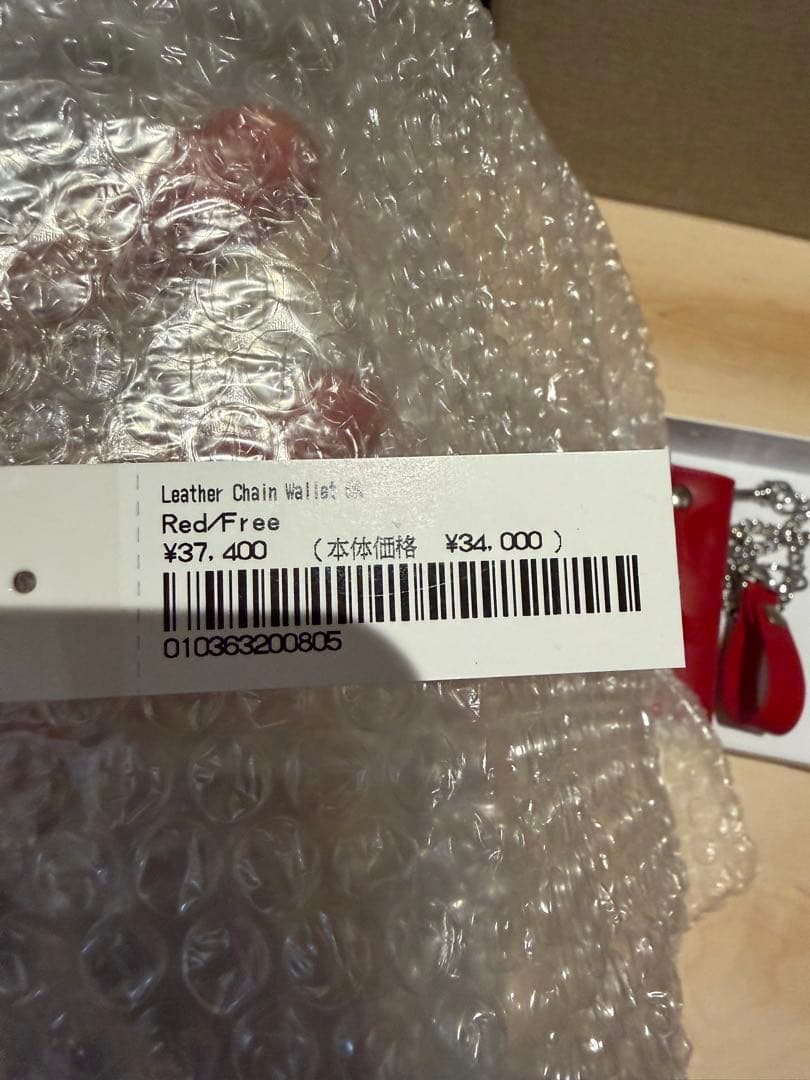 Leather Chain Wallet
Red/Free
¥37,400 (本体価格 ¥34,000)
010363200805